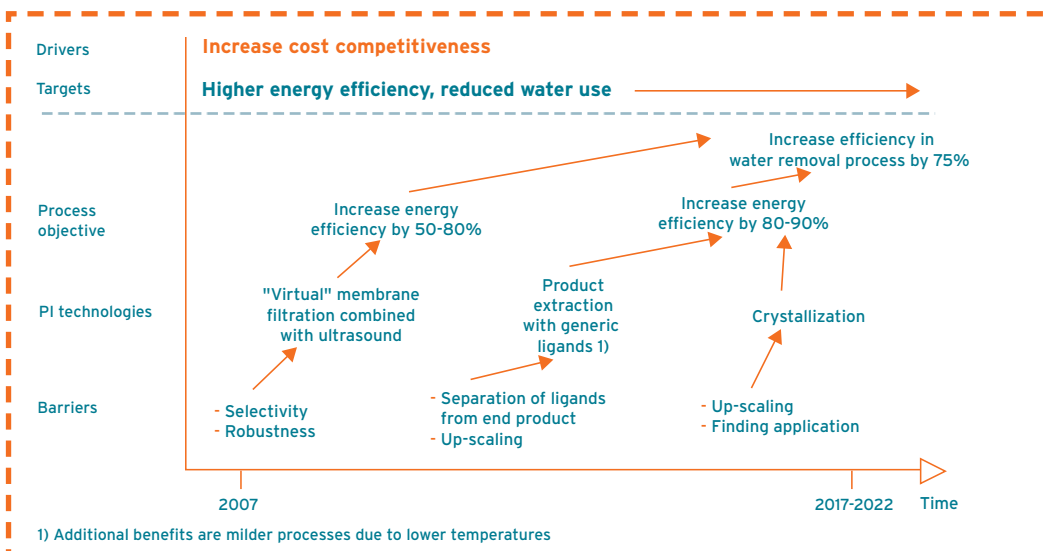 Drivers
Increase cost competitiveness
Targets
Higher energy efficiency, reduced water use
Increase efficiency in
water removal process by 75%
Process
objective
Increase energy
efficiency by 50-80%
Increase energy
efficiency by 80-90%
PI technologies
"Virtual" membrane
filtration combined
with ultrasound
Product
extraction
with generic
ligands 1)
Crystallization
Barriers
- Selectivity
- Robustness
- Separation of ligands
from end product
- Up-scaling
- Up-scaling
- Finding application
2007
2017-2022
Time
1) Additional benefits are milder processes due to lower temperatures